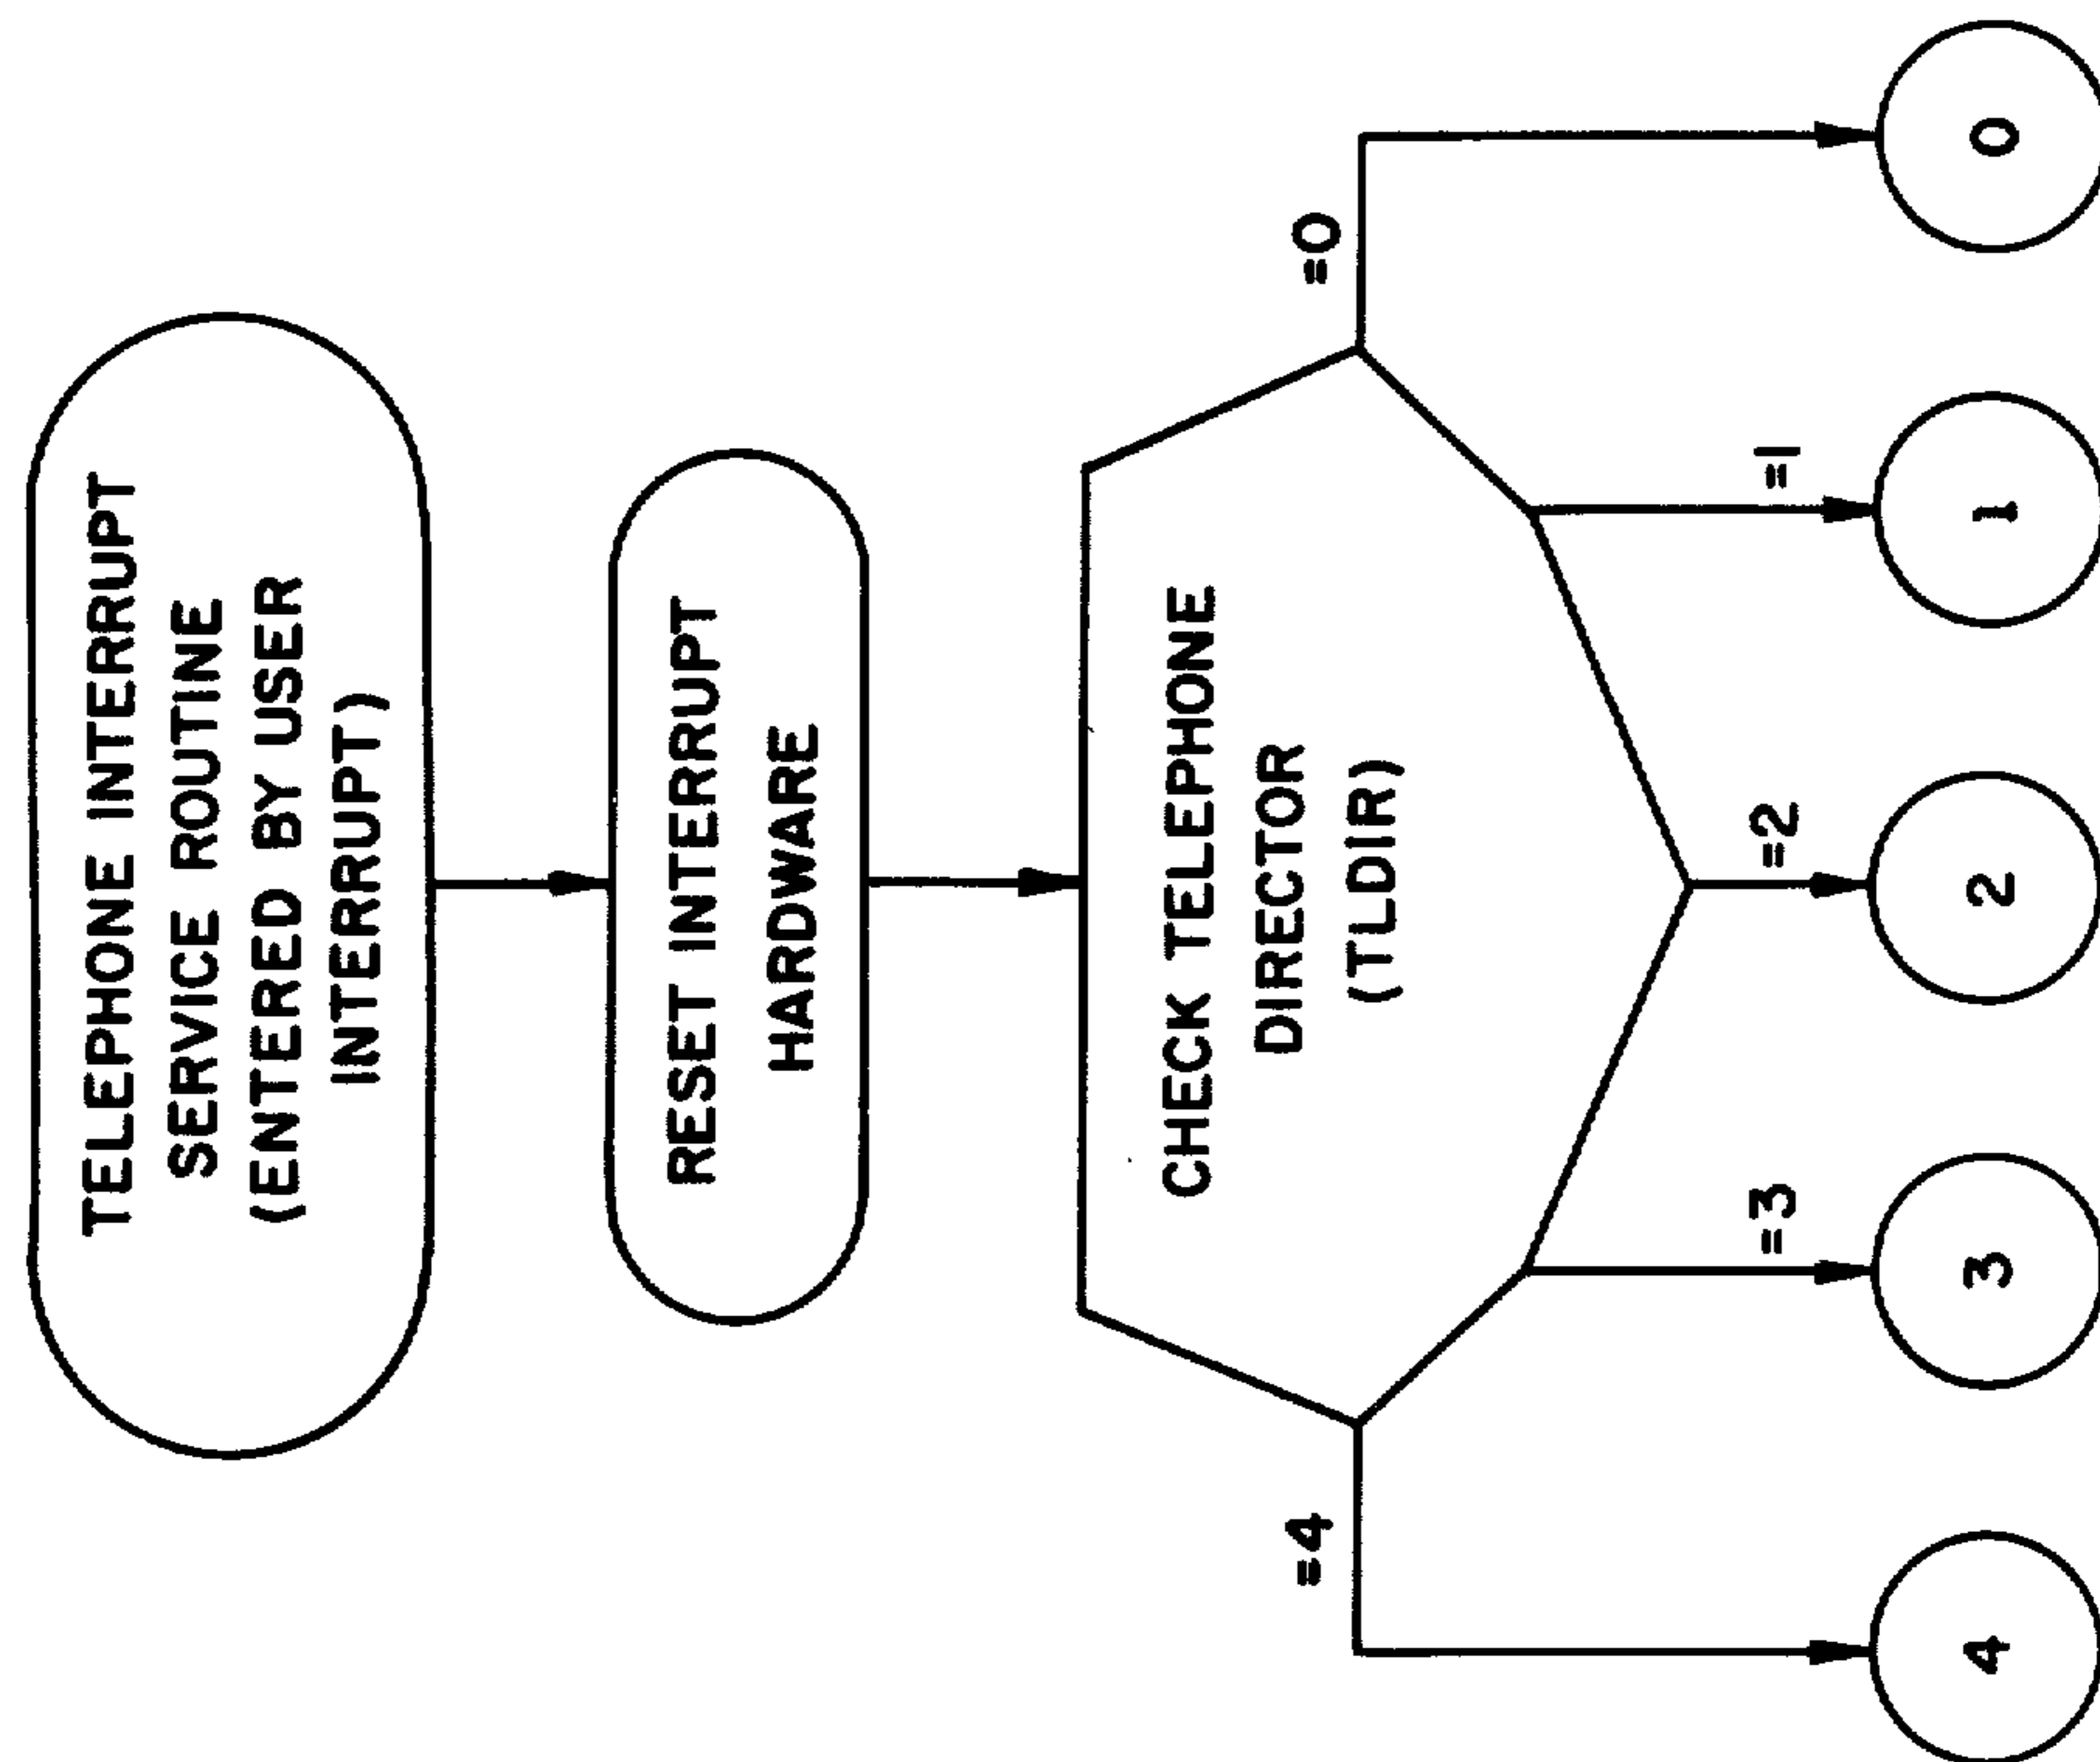 TELEPHONE INTERRUPT
SERVICE ROUTINE
(ENTERED BY USER
INTERRUPT)
RESET INTERRUPT
HARDWARE
CHECK TELEPHONE
DIRECTOR
(TLDIR)
=4
=3
=2
=1
=0
4
3
2
1
0